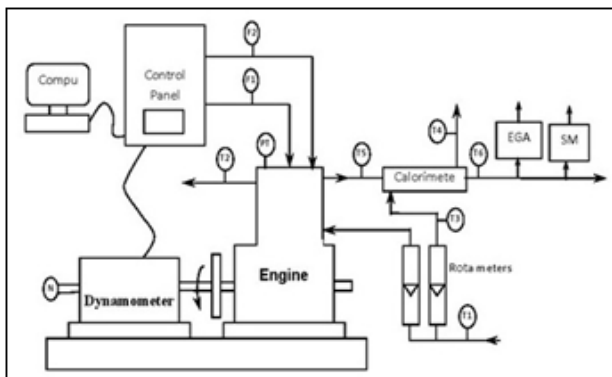 F2
Compu
Control
Panel
F1
T2
PT
T5
T4
T6
EGA
SM
Calorimete
T3
Engine
Rota meters
N
Dynamometer
T1